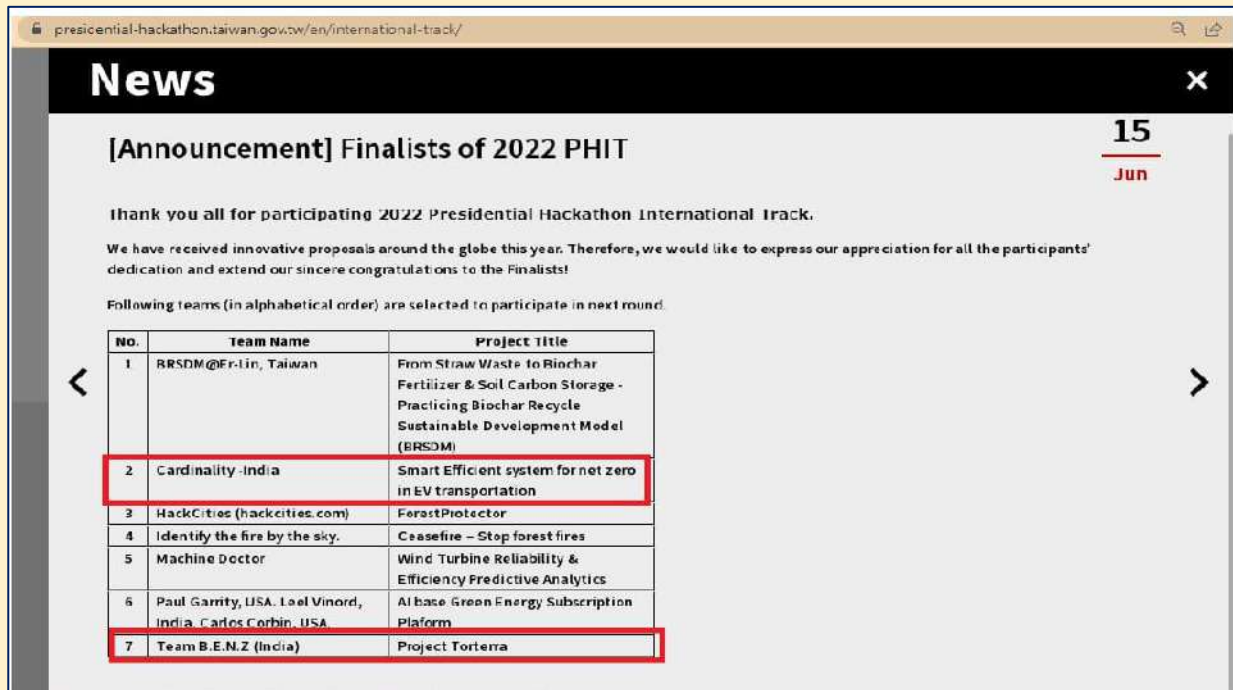 presidential-hackathon.taiwan.gov.tw/en/international-track/
News
×
15
Jun
[Announcement] Finalists of 2022 PHIT
Thank you all for participating 2022 Presidential Hackathon International Track.
We have received innovative proposals around the globe this year. Therefore, we would like to express our appreciation for all the participants'
dedication and extend our sincere congratulations to the Finalists!
Following teams (in alphabetical order) are selected to participate in next round.
No. Team Name Project Title
1 BRSDM@Er-Lin, Taiwan From Straw Waste to Biochar
Fertilizer & Soil Carbon Storage -
Practicing Biochar Recycle
Sustainable Development Model
(BRSDM)
2 Cardinality -India Smart Efficient system for net zero
in EV transportation
3 HackCities (hackcities.com) ForestProtector
4 Identify the fire by the sky. Ceasefire – Stop forest fires
5 Machine Doctor Wind Turbine Reliability &
Efficiency Predictive Analytics
6 Paul Garrity, USA. Leel Vinord, AI base Green Energy Subscription
India. Carlos Corbin, USA. Plaform
7 Team B.E.N.Z (India) Project Torterra